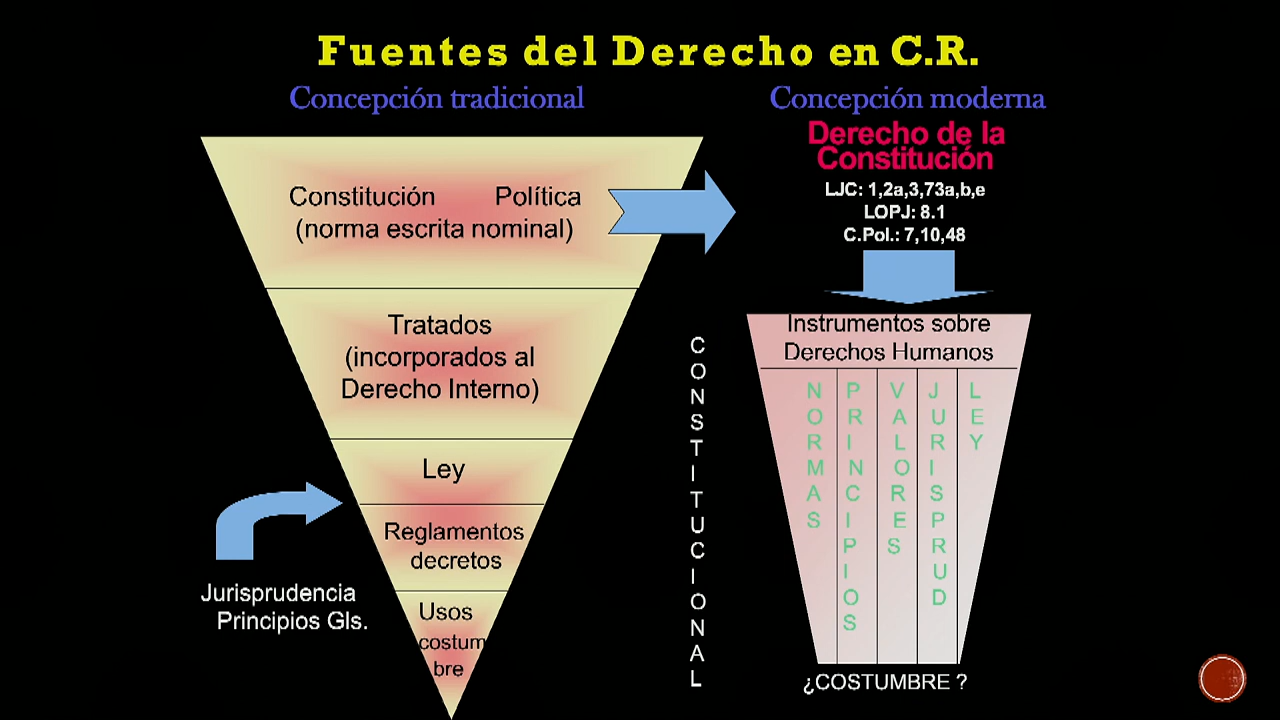 Fuentes del Derecho en C.R.
Concepción tradicional
Constitución Política
(norma escrita nominal)
Tratados
(incorporados al
Derecho Interno)
Ley
Reglamentos
decretos
Usos
costum
bre
Jurisprudencia
Principios Gls.
CONSTITUCIONAL
Concepción moderna
Derecho de la
Constitución
LJC: 1,2a,3,73a,b,e
LOPJ: 8.1
C.Pol.: 7,10,48
Instrumentos sobre
Derechos Humanos
NORMAS
PRINCIPIOS
VALORES
JURISPRUD
LEY
¿COSTUMBRE ?